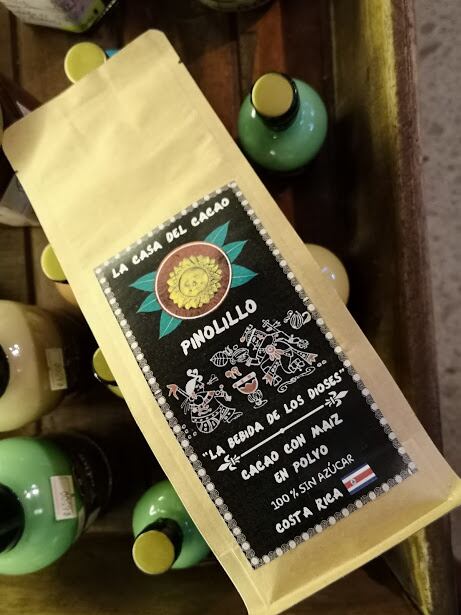 LA CASA DEL CACAO
PINOLILLO
"LA BEBIDA DE LOS DIOSES"
CACAO CON MAIZ
EN POLVO
100% SIN AZÚCAR
COSTA RICA